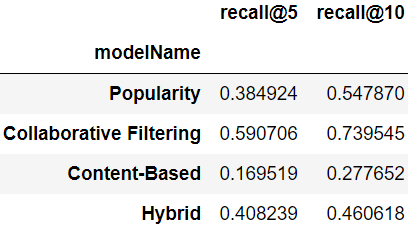 recall@5 recall@10
modelName
Popularity 0.384924 0.547870
Collaborative Filtering 0.590706 0.739545
Content-Based 0.169519 0.277652
Hybrid 0.408239 0.460618